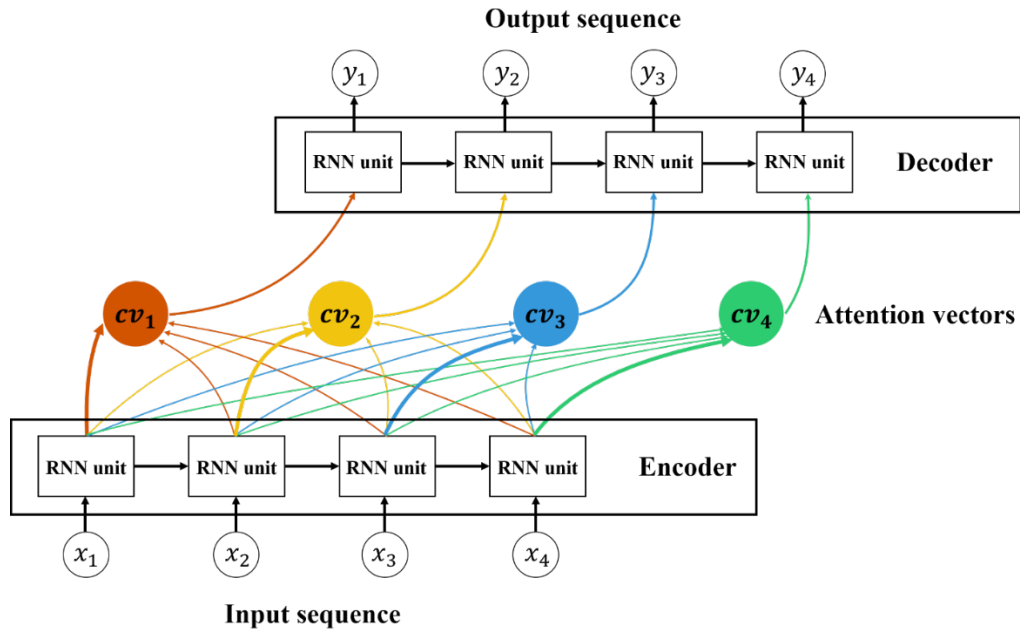 Output sequence
y₁ y₂ y₃ y₄
RNN unit RNN unit RNN unit RNN unit Decoder
cv₁ cv₂ cv₃ cv₄ Attention vectors
RNN unit RNN unit RNN unit RNN unit Encoder
x₁ x₂ x₃ x₄
Input sequence